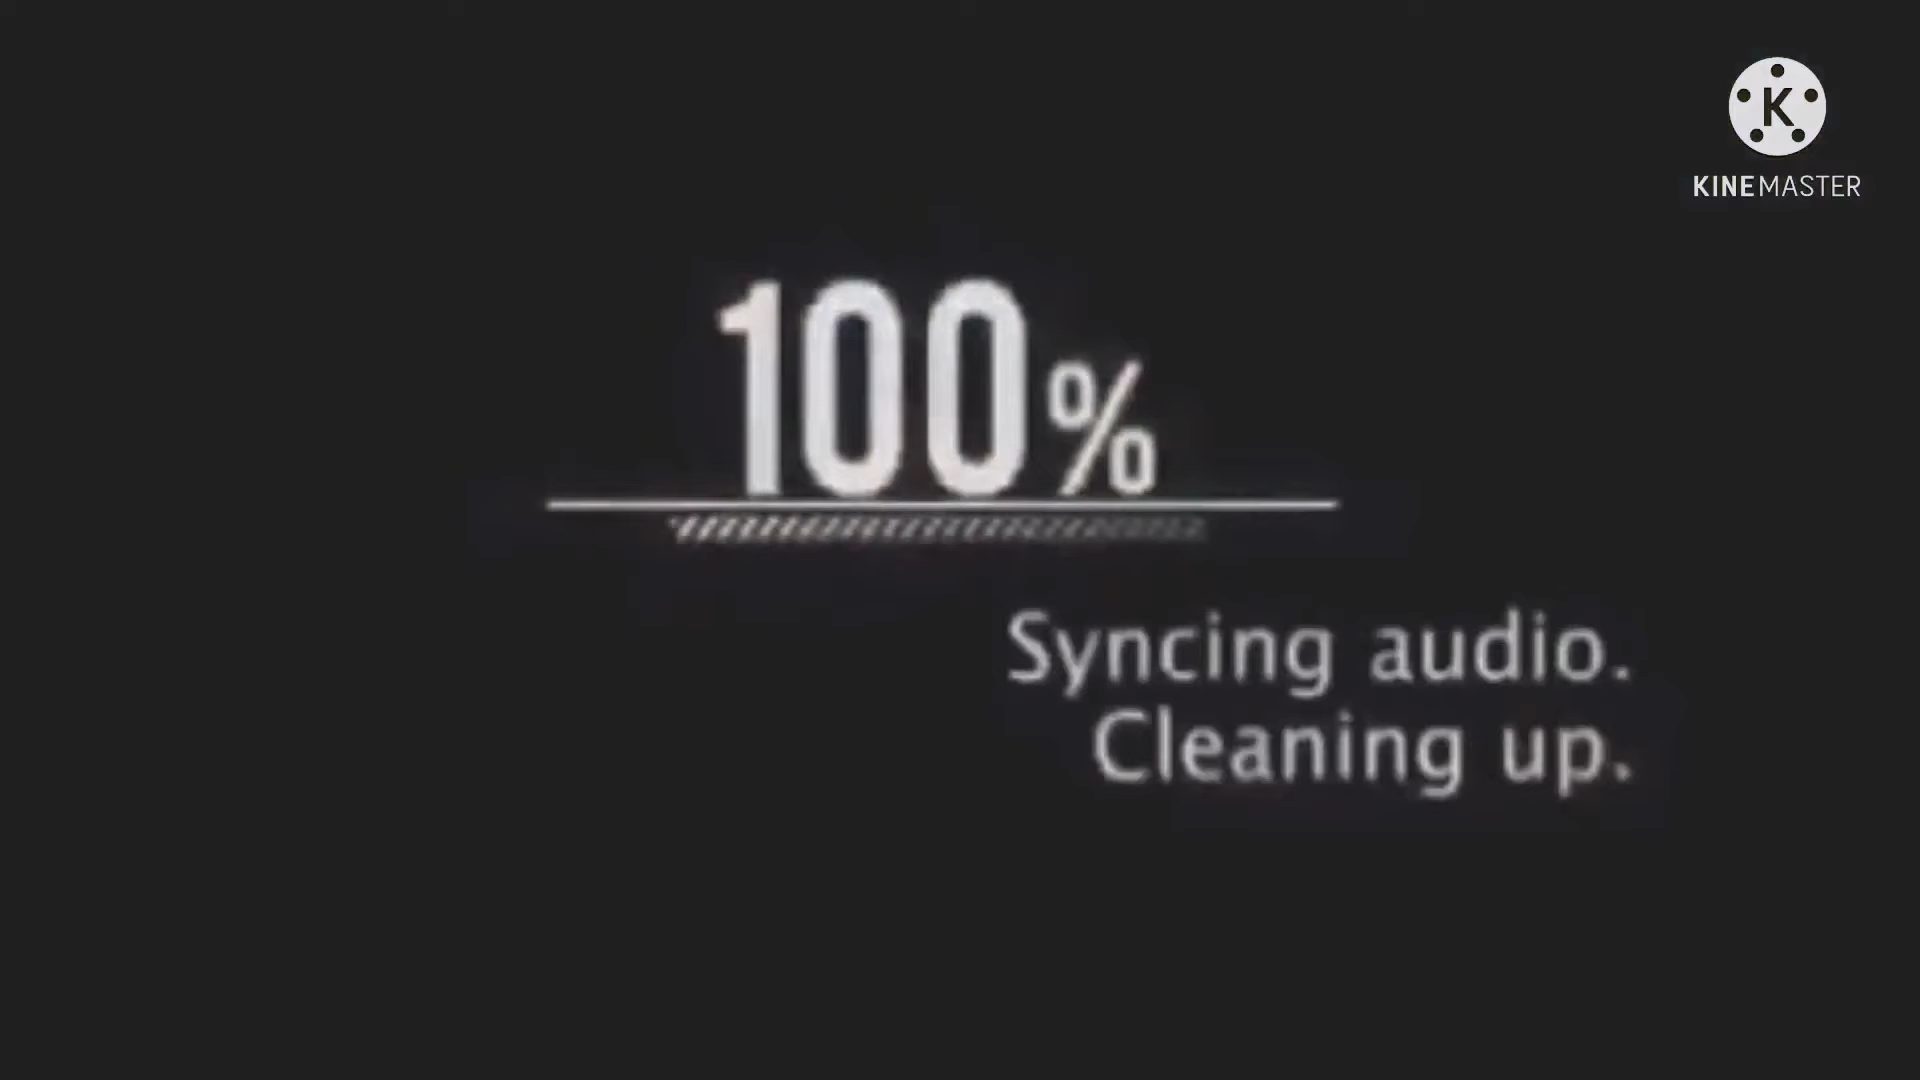 K
KINEMASTER
100%
Syncing audio.
Cleaning up.